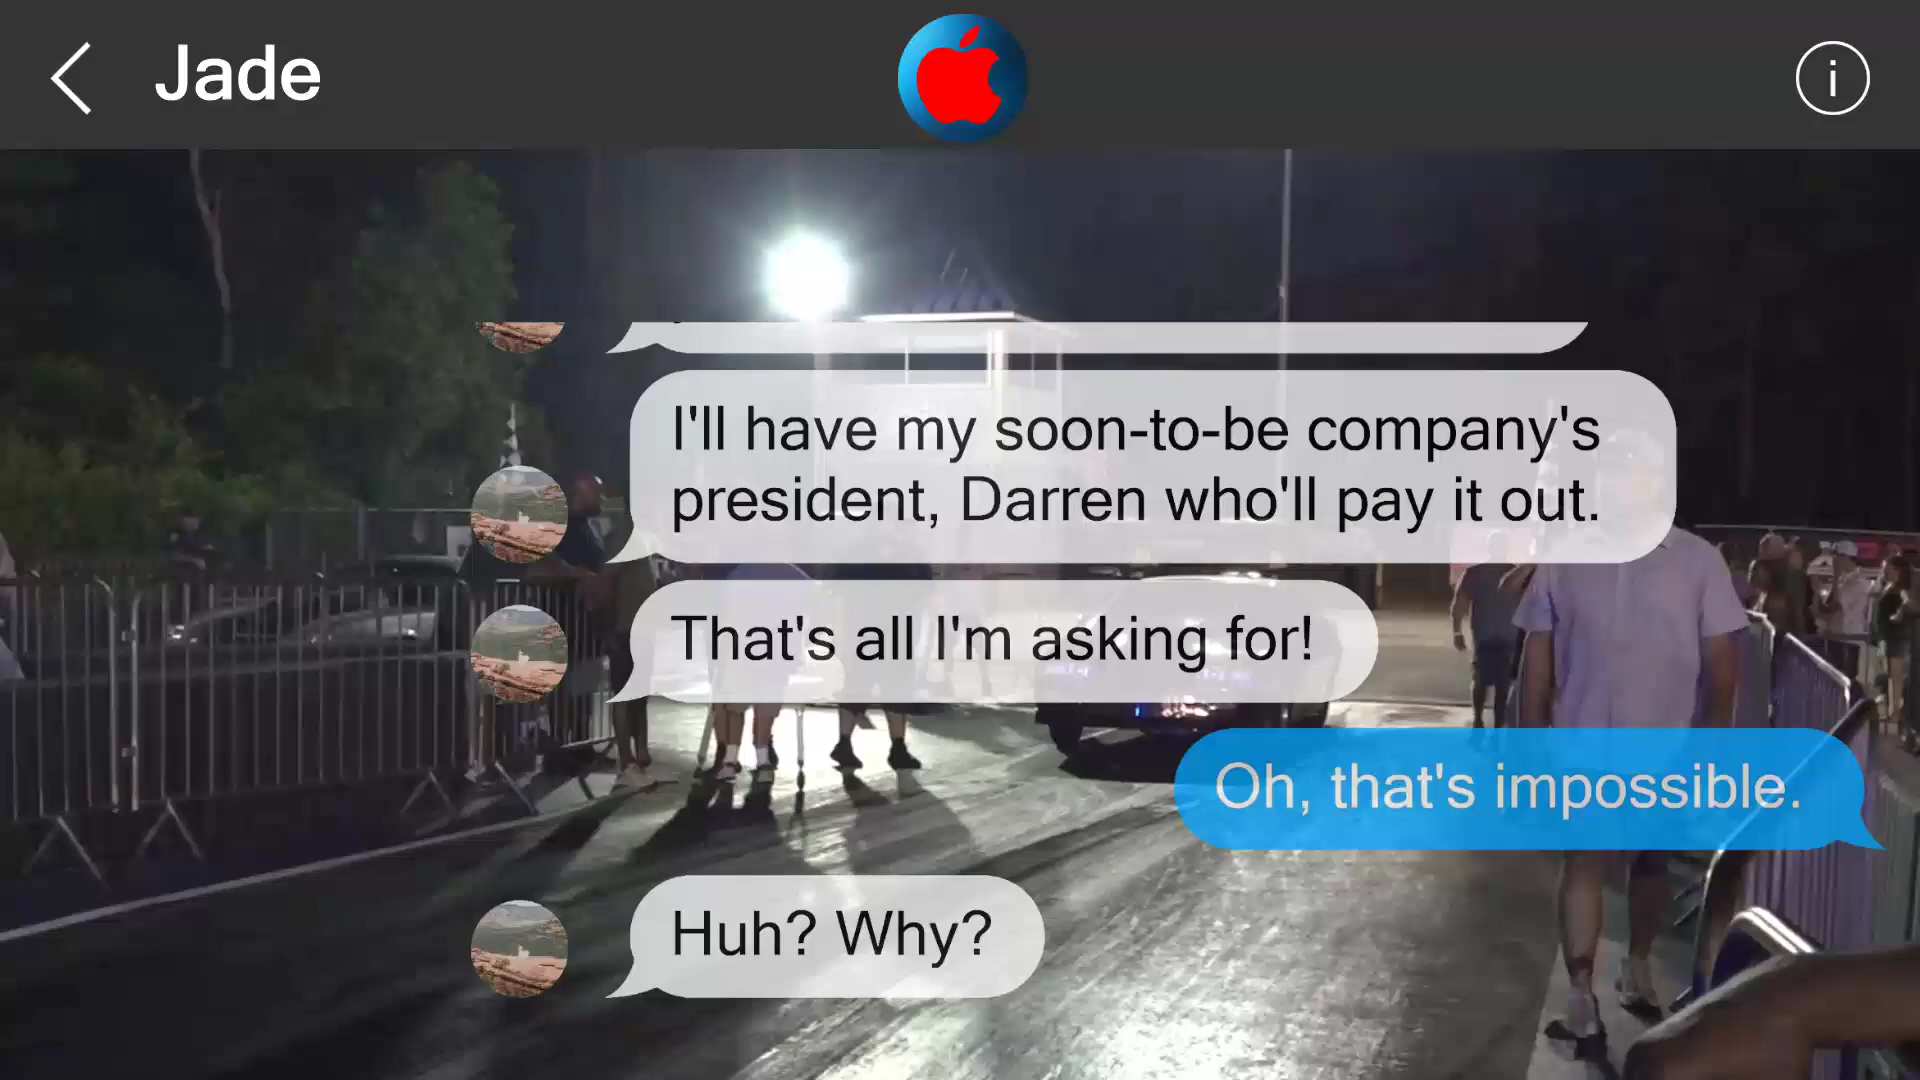 Jade
i
I'll have my soon-to-be company's
president, Darren who'll pay it out.
That's all I'm asking for!
Oh, that's impossible.
Huh? Why?